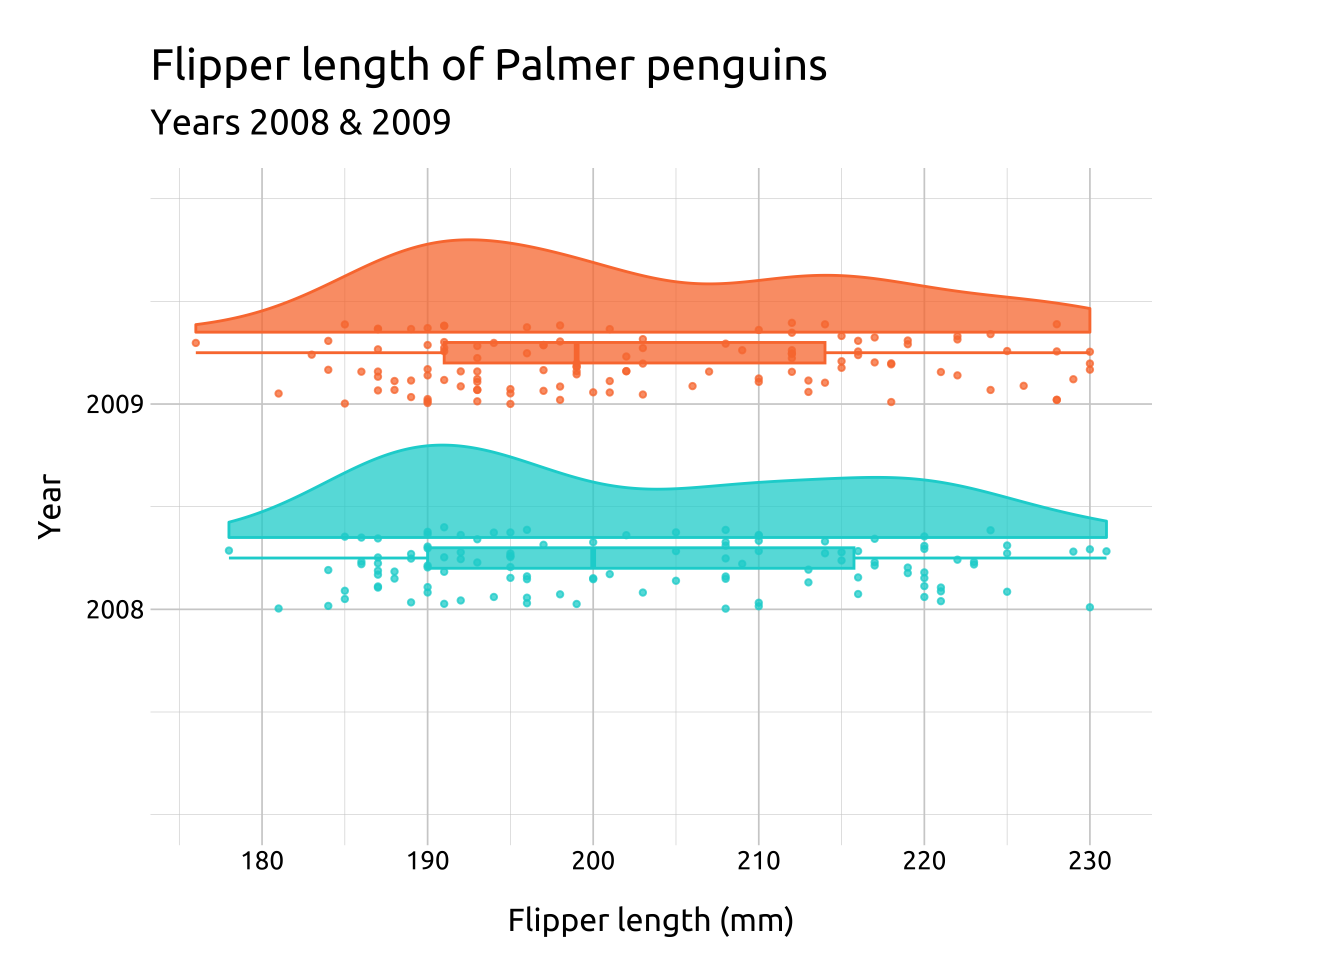 Flipper length of Palmer penguins
Years 2008 & 2009
Year
2009
2008
180 190 200 210 220 230
Flipper length (mm)